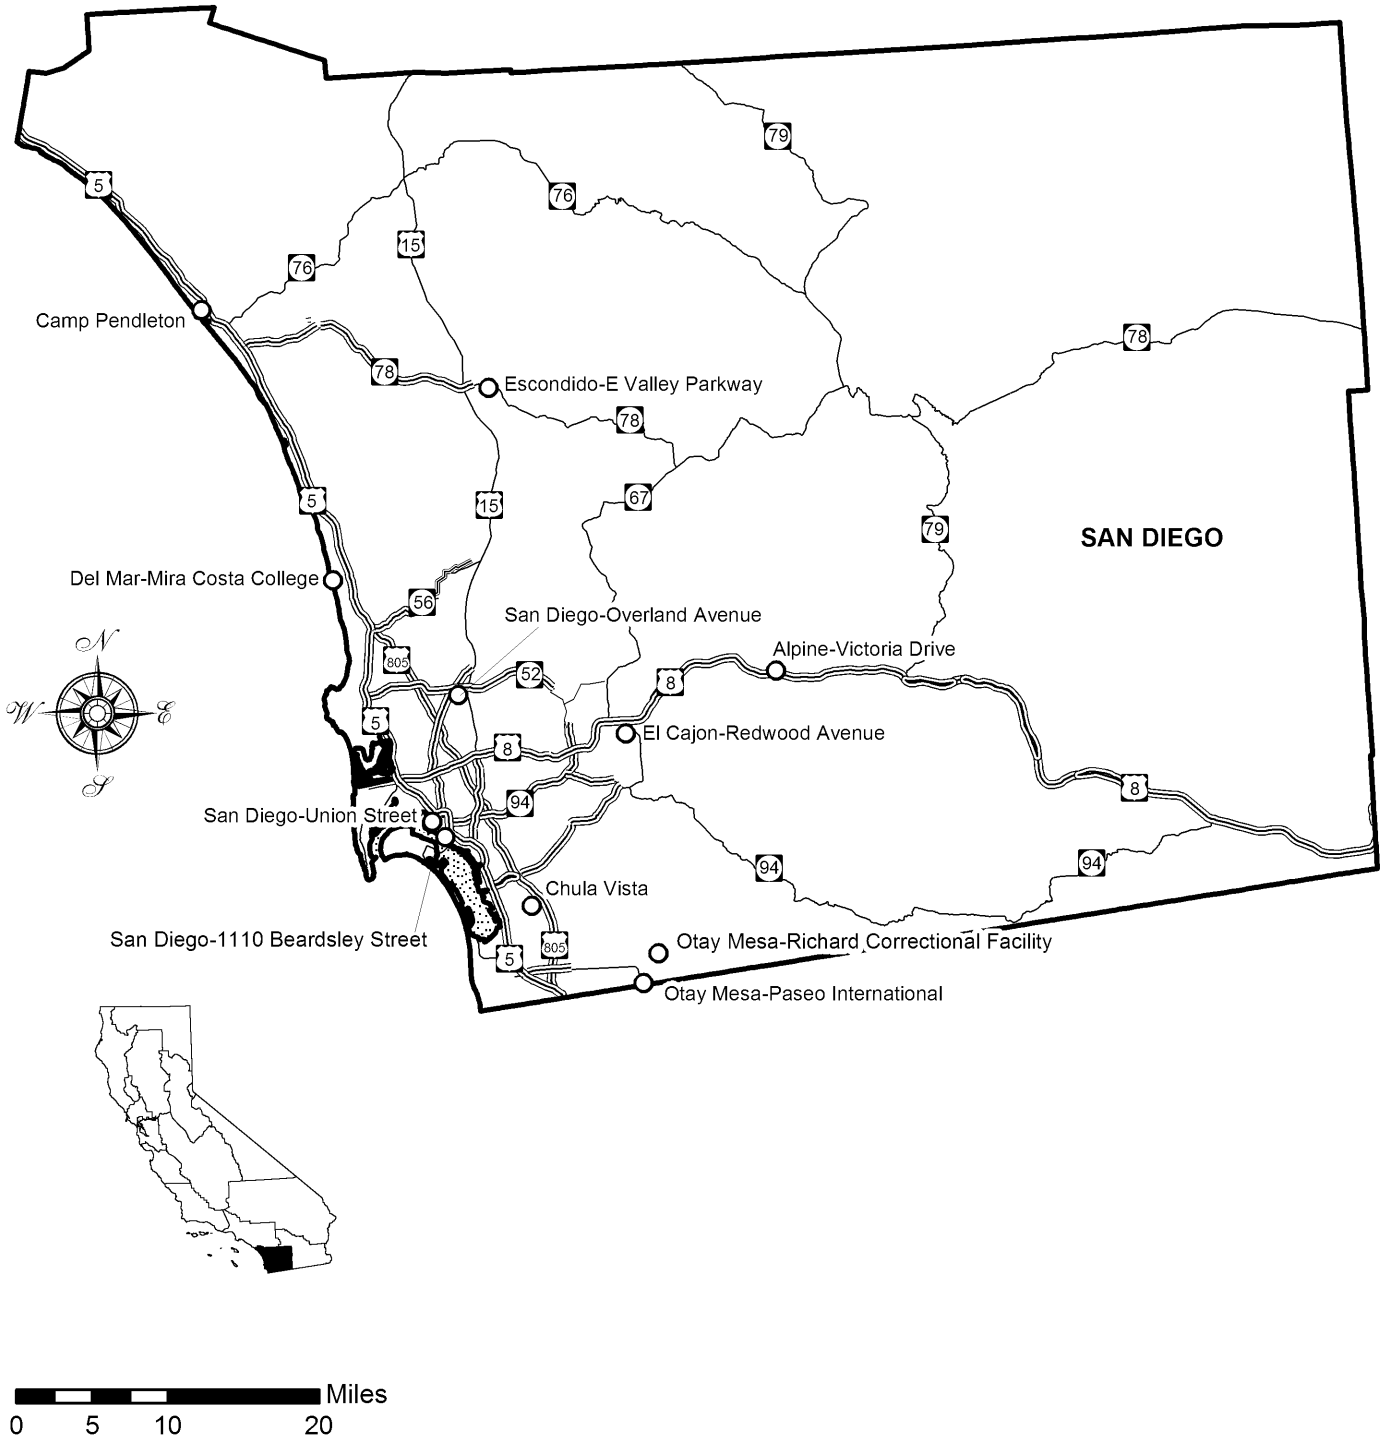 79
5
76
15
76
Camp Pendleton
78
78
Escondido-E Valley Parkway
78
67
5
15
79
SAN DIEGO
Del Mar-Mira Costa College
56
San Diego-Overland Avenue
N
W
E
S
805
52
Alpine-Victoria Drive
8
5
8
El Cajon-Redwood Avenue
8
94
San Diego-Union Street
94
94
Chula Vista
San Diego-1110 Beardsley Street
805
5
Otay Mesa-Richard Correctional Facility
Otay Mesa-Paseo International
Miles
0 5 10 20